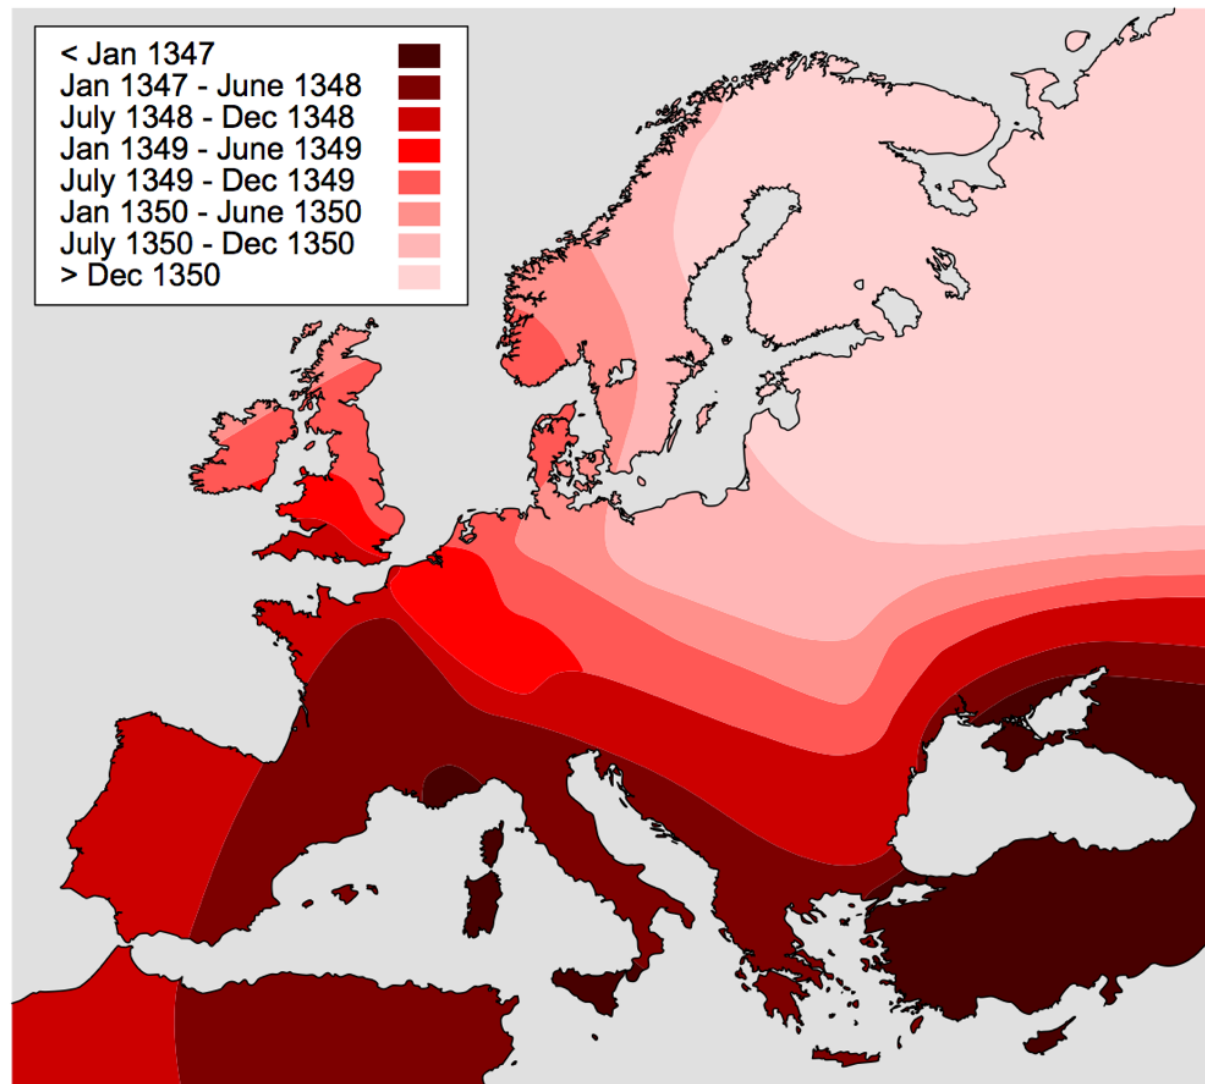 < Jan 1347
Jan 1347 - June 1348
July 1348 - Dec 1348
Jan 1349 - June 1349
July 1349 - Dec 1349
Jan 1350 - June 1350
July 1350 - Dec 1350
> Dec 1350